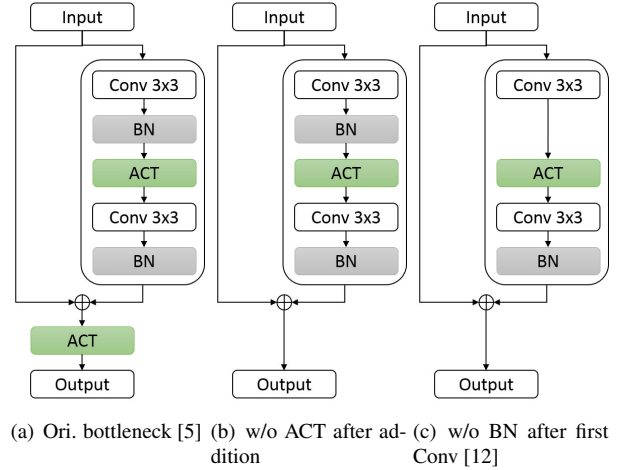 Input
Conv 3x3
BN
ACT
Conv 3x3
BN
ACT
Output
Input
Conv 3x3
BN
ACT
Conv 3x3
BN
Output
Input
Conv 3x3
ACT
Conv 3x3
BN
Output
(a) Ori. bottleneck [5]
(b) w/o ACT after ad-
dition
(c) w/o BN after first
Conv [12]